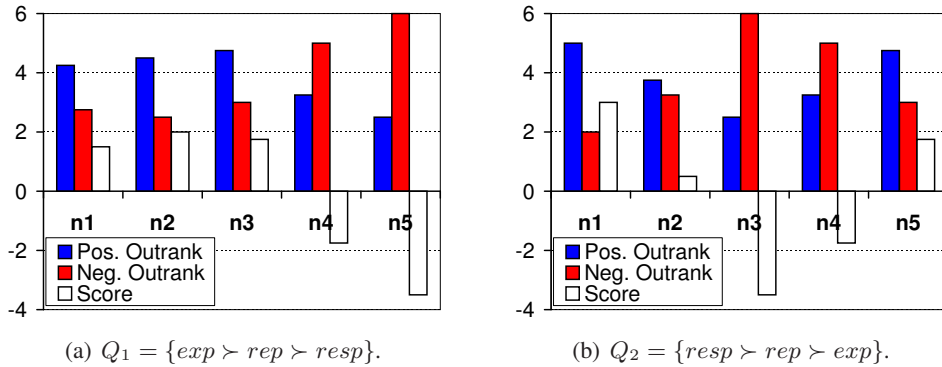 6
4
2
0
-2
-4
n1 n2 n3 n4 n5
Pos. Outrank
Neg. Outrank
Score
(a) Q₁ = {exp ≻ rep ≻ resp}.
6
4
2
0
-2
-4
n1 n2 n3 n4 n5
Pos. Outrank
Neg. Outrank
Score
(b) Q₂ = {resp ≻ rep ≻ exp}.